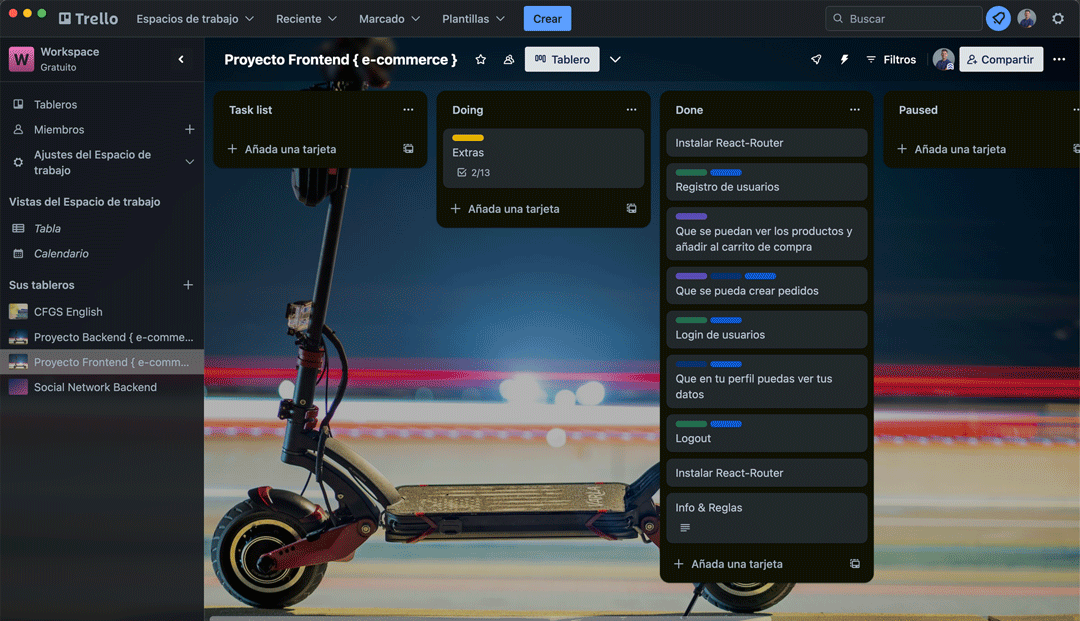 Trello
Espacios de trabajo
Reciente
Marcado
Plantillas
Crear
Buscar
W
Workspace
Gratuito
Tableros
Miembros
Ajustes del Espacio de
trabajo
Vistas del Espacio de trabajo
Tabla
Calendario
Sus tableros
CFGS English
Proyecto Backend { e-comme...
Proyecto Frontend { e-comm...
Social Network Backend
Proyecto Frontend { e-commerce }
Tablero
Filtros
Compartir
Task list
Añada una tarjeta
Doing
Extras
2/13
Añada una tarjeta
Done
Instalar React-Router
Registro de usuarios
Que se puedan ver los productos y
añadir al carrito de compra
Que se pueda crear pedidos
Login de usuarios
Que en tu perfil puedas ver tus
datos
Logout
Instalar React-Router
Info & Reglas
Añada una tarjeta
Paused
Añada una tarjeta